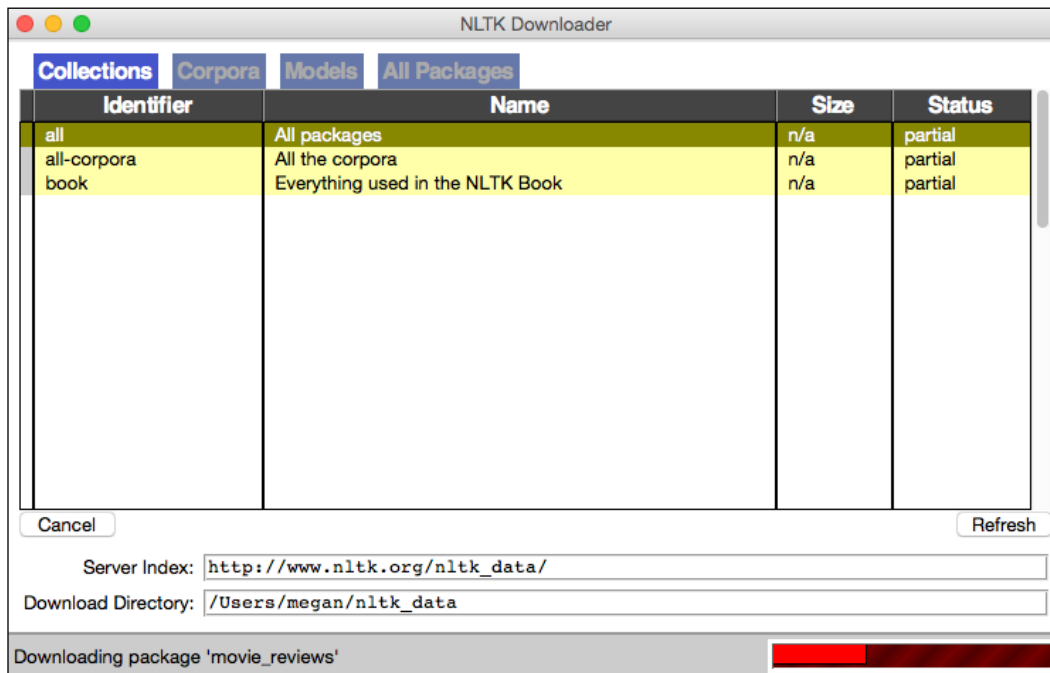 NLTK Downloader
Collections Corpora Models All Packages
Identifier Name Size Status
all All packages n/a partial
all-corpora All the corpora n/a partial
book Everything used in the NLTK Book n/a partial
Cancel Refresh
Server Index: http://www.nltk.org/nltk_data/
Download Directory: /Users/megan/nltk_data
Downloading package 'movie_reviews'